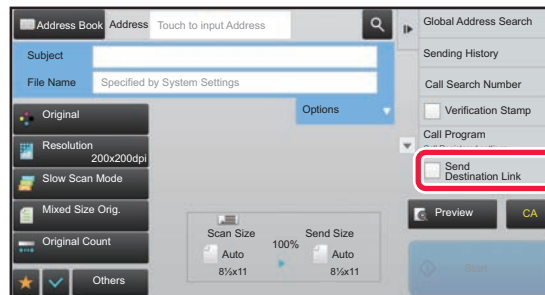 Address Book Address Touch to input Address
Subject
File Name Specified by System Settings
Options
Original
Resolution
200x200dpi
Slow Scan Mode
Mixed Size Orig.
Original Count
Others
Scan Size
Auto
8½x11
100%
Send Size
Auto
8½x11
Global Address Search
Sending History
Call Search Number
Verification Stamp
Call Program
Send
Destination Link
Preview
CA
Start